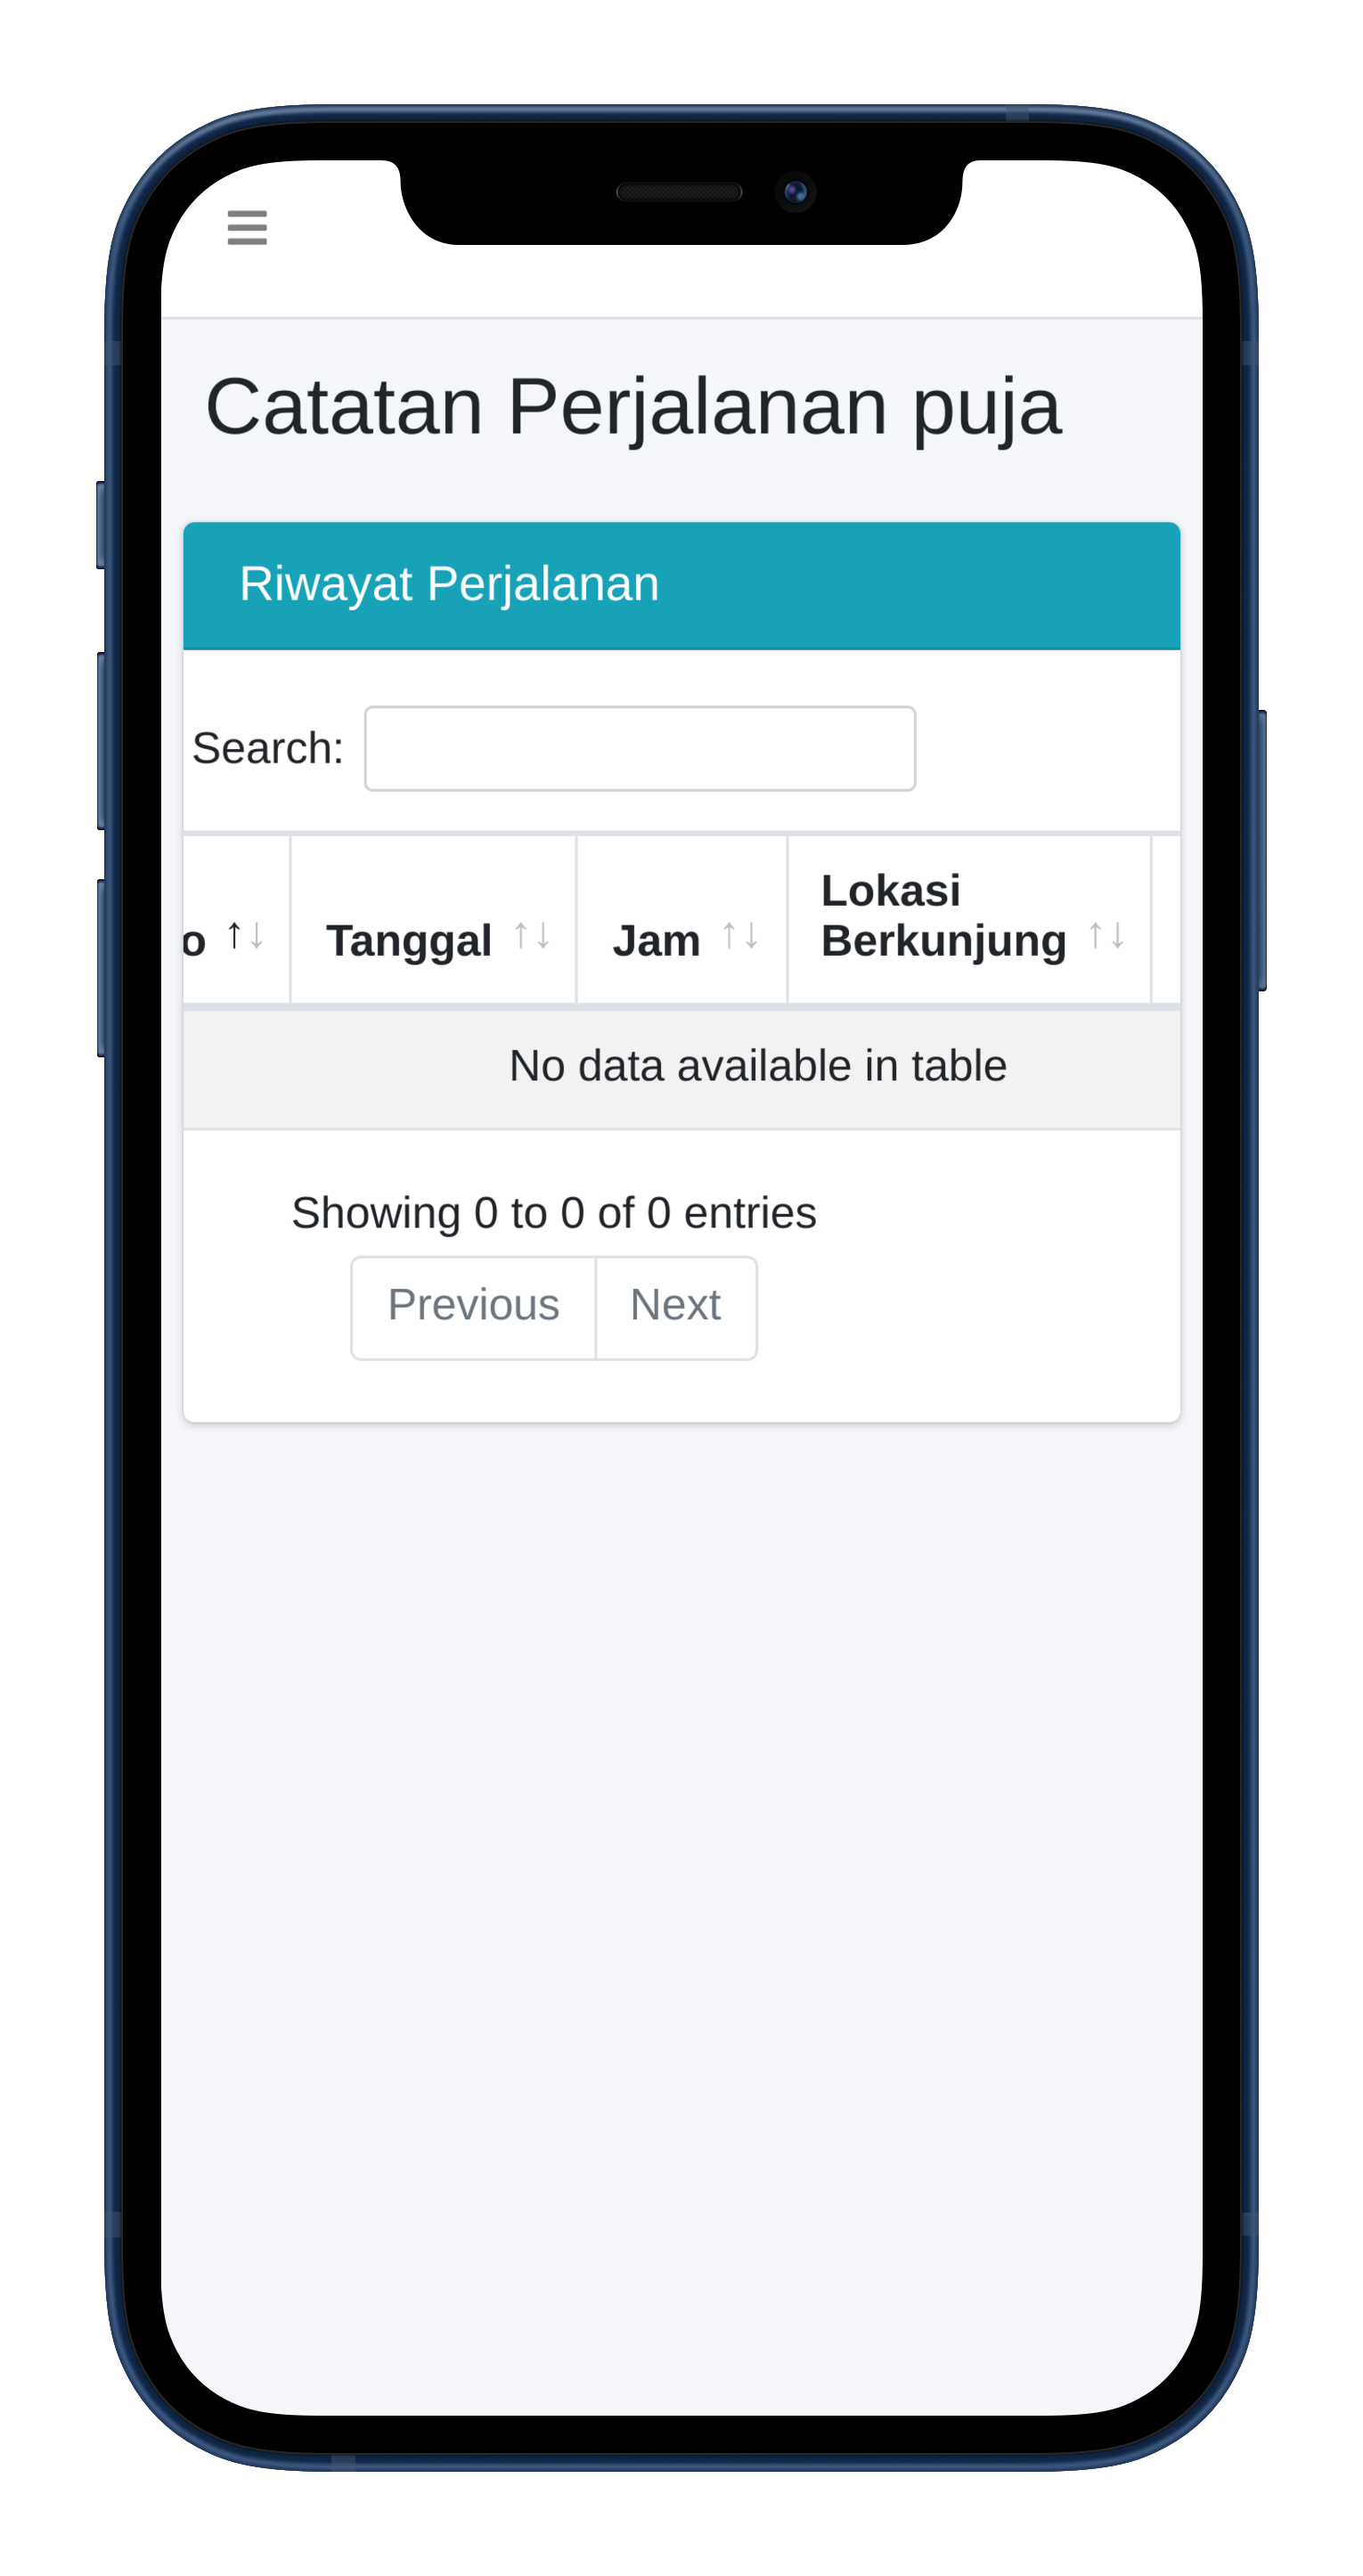 Catatan Perjalanan puja
Riwayat Perjalanan
Search:
o ↑↓ Tanggal ↑↓ Jam ↑↓ Lokasi Berkunjung ↑↓
No data available in table
Showing 0 to 0 of 0 entries
Previous Next